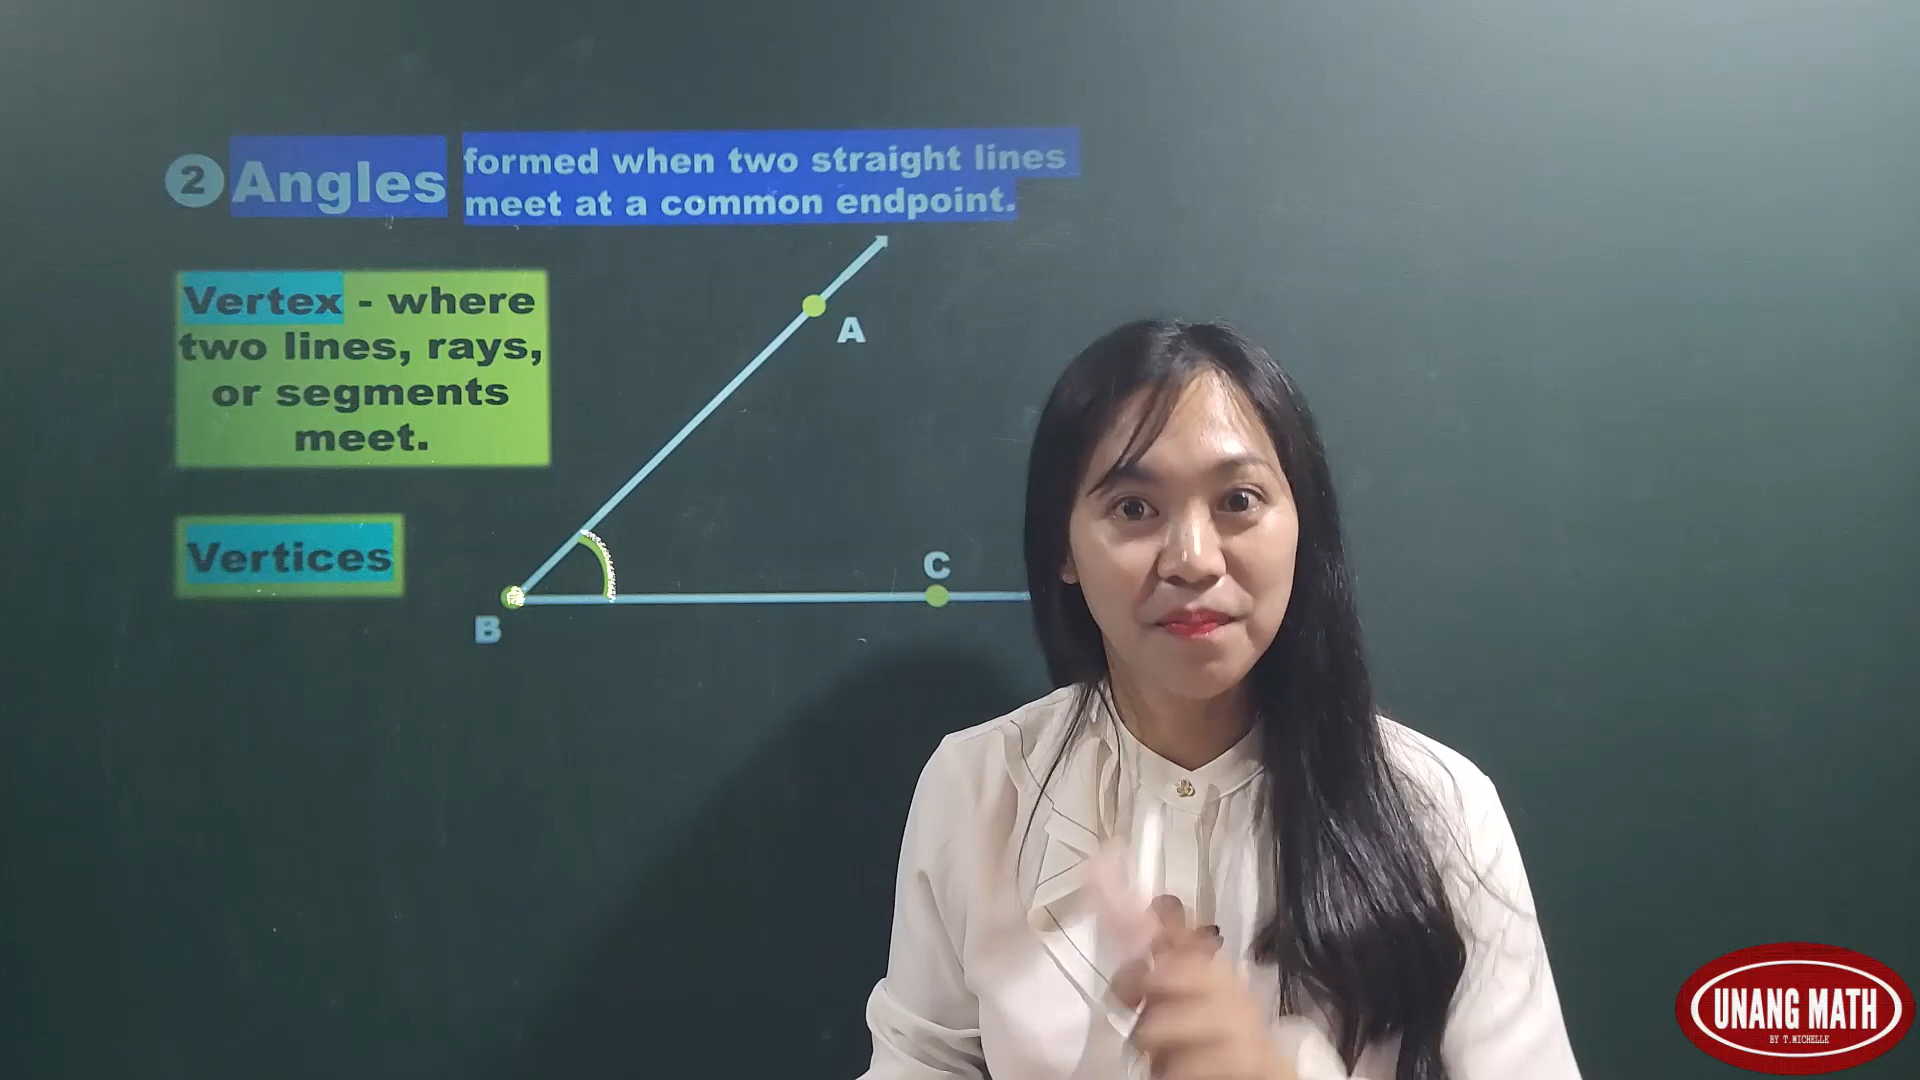 2 Angles
formed when two straight lines
meet at a common endpoint.
Vertex - where
two lines, rays,
or segments
meet.
Vertices
A
C
B
UNANG MATH
BY T.MICHELLE